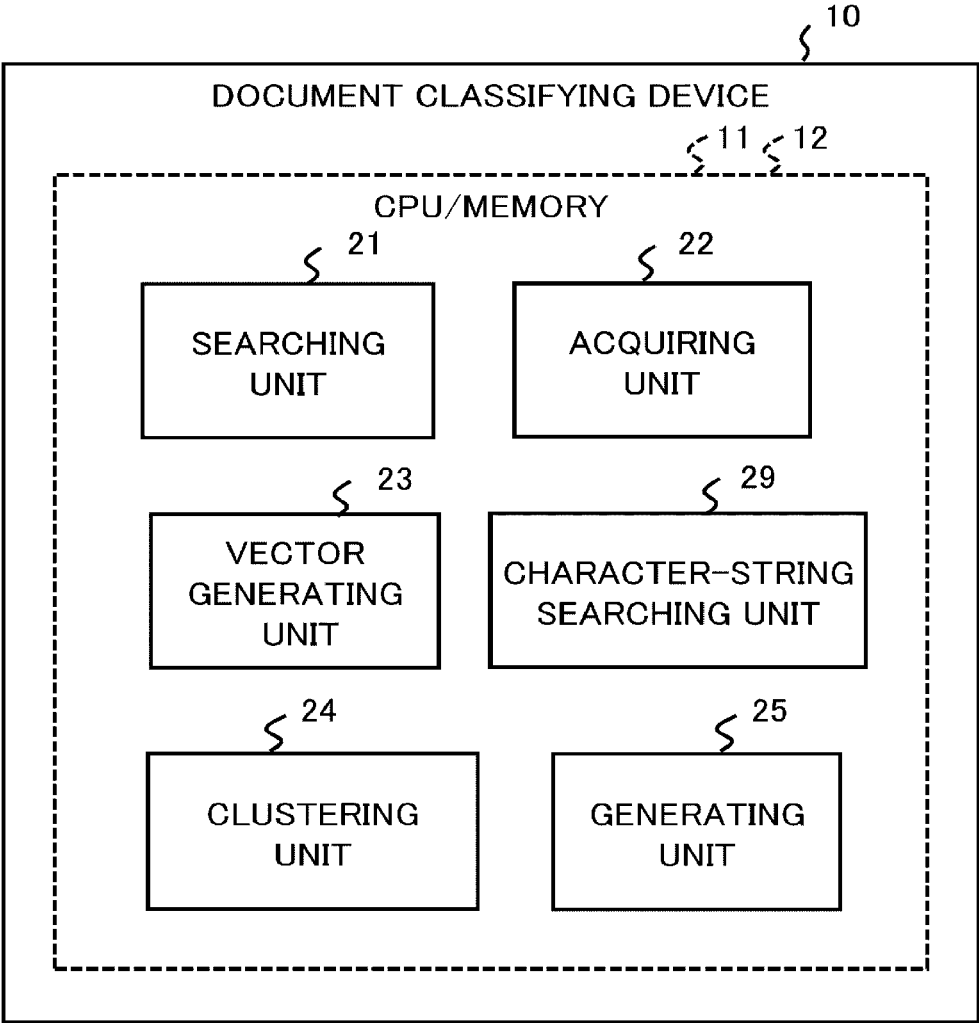 10
DOCUMENT CLASSIFYING DEVICE
11 12
CPU/MEMORY
21
SEARCHING
UNIT
22
ACQUIRING
UNIT
23
VECTOR
GENERATING
UNIT
29
CHARACTER-STRING
SEARCHING UNIT
24
CLUSTERING
UNIT
25
GENERATING
UNIT